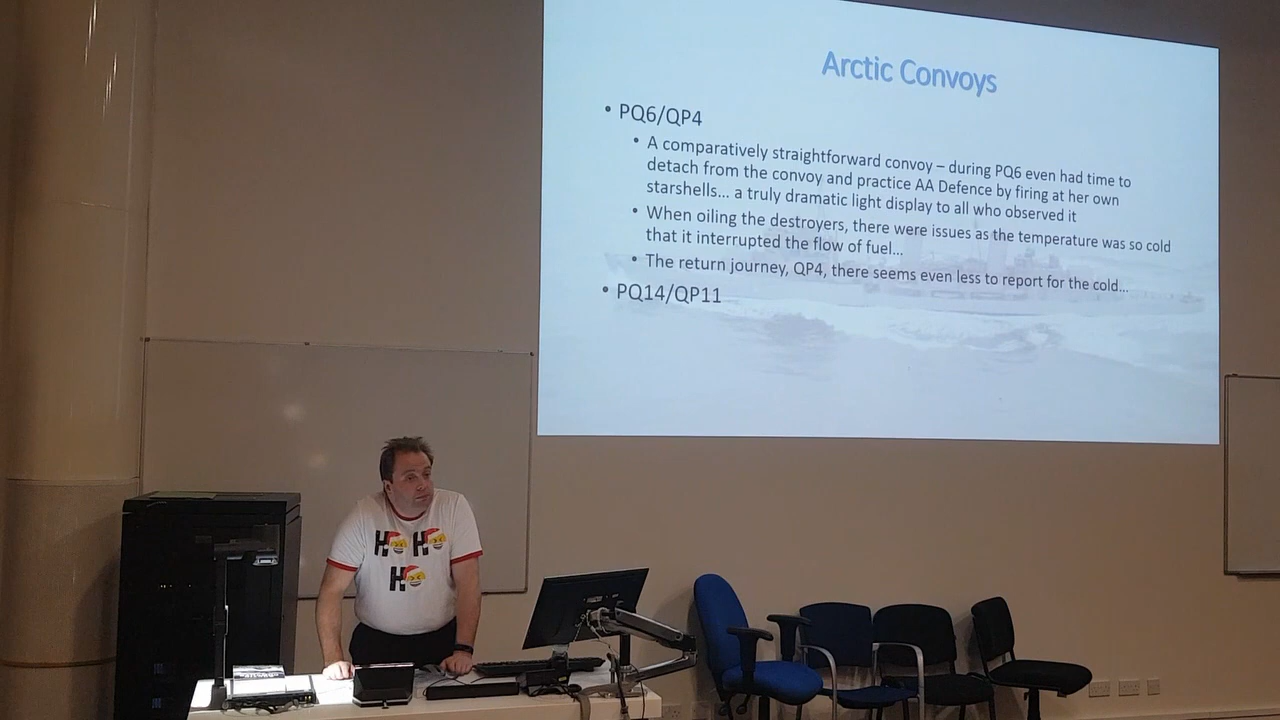 Arctic Convoys
• PQ6/QP4
• A comparatively straightforward convoy – during PQ6 even had time to
detach from the convoy and practice AA Defence by firing at her own
starshells... a truly dramatic light display to all who observed it
• When oiling the destroyers, there were issues as the temperature was so cold
that it interrupted the flow of fuel...
• The return journey, QP4, there seems even less to report for the cold...
• PQ14/QP11
HO HO
HO